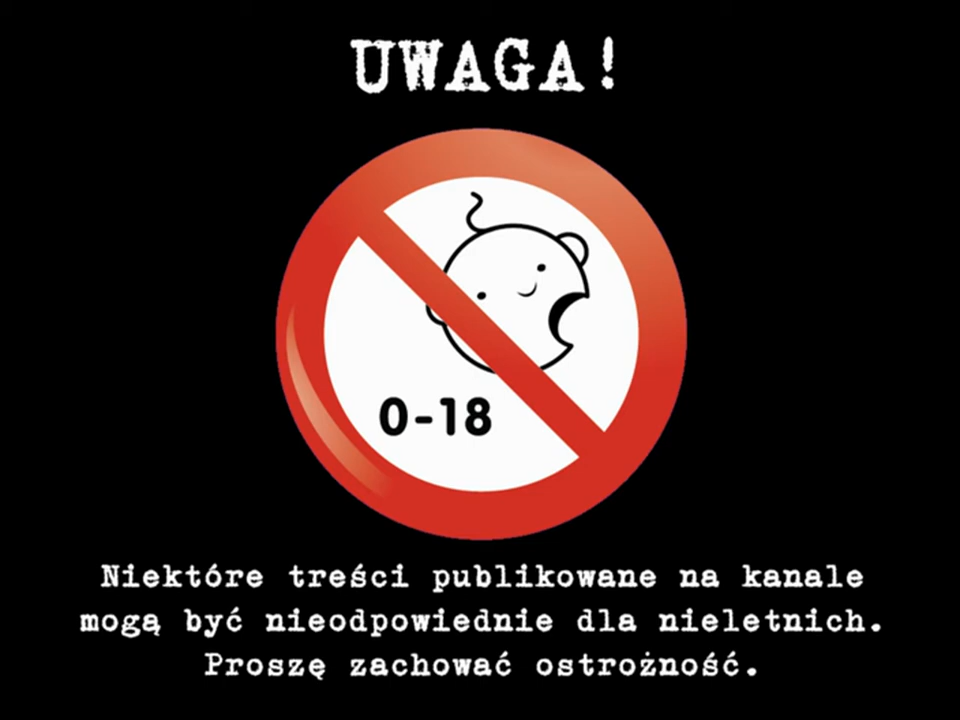 UWAGA!
0-18
Niektóre treści publikowane na kanale
mogą być nieodpowiednie dla nieletnich.
Proszę zachować ostrożność.